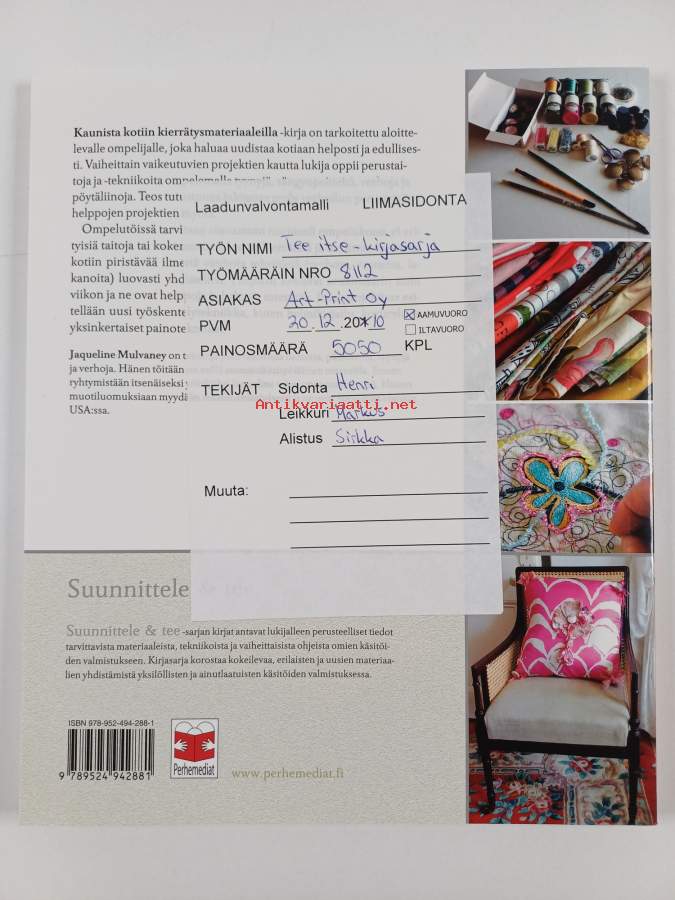 Kaunista kotiin kierrätysmateriaaleilla -kirja on tarkoitettu aloitte-
levalle ompelijalle, joka haluaa uudistaa kotiaan helposti ja edullises-
ti. Vaiheittain vaikeutuvien projektien kautta lukija oppii perustai-
toja ja -tekniikoita ompelemalla
pöytäliinoja. Teos tut
helppojen projektien
Ompelutöissä tarvi
tyisiä taitoja tai koker
kotiin piristävää ilme
kanoita) luovasti yhd
viikon ja ne ovat help
tellään uusi työskente
yksinkertaiset painote
Jaqueline Mulvaney on t
ja verhoja. Hänen töitään
ryhtymistään itsenäiseksi
muotiluomuksiaan myydä
USA:ssa.
Laadunvalvontamalli LIIMASIDONTA
TYÖN NIMI Tee itse-kirjasarja
TYÖMÄÄRÄIN NRO 8112
ASIAKAS Art-Print Oy
PVM 20.12.2010 AAMUVUORO
ILTAVUORO
PAINOSMÄÄRÄ 5050 KPL
TEKIJÄT Sidonta Henri
Antikvariaatti.net
Leikkuri Markus
Alistus Sirkka
Muuta:
Suunnittele & tee
Suunnittele & tee -sarjan kirjat antavat lukijalleen perusteelliset tiedot
tarvittavista materiaaleista, tekniikoista ja vaiheittaisista ohjeista omien käsitöi-
den valmistukseen. Kirjasarja korostaa kokeilevaa, erilaisten ja uusien materiaa-
lien yhdistämistä yksilöllisten ja ainutlaatuisten käsitöiden valmistuksessa.
ISBN 978-952-494-288-1
9 789524 942881
Perhemediat
www.perhemediat.fi